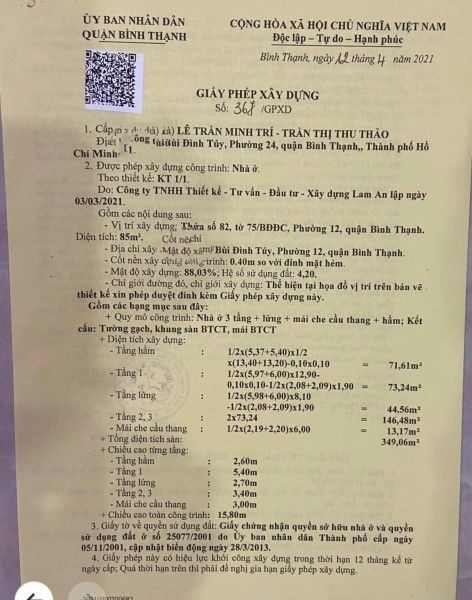 ỦY BAN NHÂN DÂN
QUẬN BÌNH THẠNH
CỘNG HÒA XÃ HỘI CHỦ NGHĨA VIỆT NAM
Độc lập – Tự do – Hạnh phúc
Bình Thạnh, ngày 12 tháng 4 năm 2021
GIẤY PHÉP XÂY DỰNG
Số: 368 /GPXD
1. Cấp và bà) LÊ TRẦN MINH TRÍ - TRẦN THỊ THU THẢO
Bùi Đình Túy, Phường 24, quận Bình Thạnh,, Thành phố Hồ
Chí Minh
2. Được phép xây dựng công trình: Nhà ở.
Theo thiết kế: KT 1/1.
Do: Công ty TNHH Thiết kế - Tư vấn - Đầu tư - Xây dựng Lam An lập ngày
03/03/2021.
Gồm các nội dung sau:
- Vị trí xây dựng: Thửa số 82, tờ 75/BĐĐC, Phường 12, quận Bình Thạnh.
Diện tích: 85m².
- Địa chỉ xây Bùi Đình Túy, Phường 12, quận Bình Thạnh.
- Cốt nền xây trình: 0.40m so với đỉnh mặt hẻm.
- Mật độ xây dựng: 88,03%; Hệ số sử dụng đất: 4,20.
- Chỉ giới đường đỏ, chỉ giới xây dựng: Thể hiện tại họa đồ vị trí trên bản vẽ
thiết kế xin phép duyệt đính kèm Giấy phép xây dựng này.
Gồm các hạng mục sau đây:
+ Quy mô công trình: Nhà ở 3 tầng + lửng + mái che cầu thang + hầm; Kết
cấu: Tường gạch, khung sàn BTCT, mái BTCT
+ Diện tích xây dựng:
- Tầng hầm : 1/2x(5,37+5,40)x1/2
x(13,40+13,20)-0,10x0,10 = 71,61m²
- Tầng 1 : 1/2x(5,97+6,00)x12,90-
0,10x0,10-1/2x(2,08+2,09)x1,90 = 73,24m²
- Tầng lửng : 1/2x(5,98+6,00)x8,10
-1/2x(2,08+2,09)x1,90 = 44,56m²
- Tầng 2, 3 : 2x73,24 = 146,48m²
- Mái che cầu thang : 1/2x(2,19+2,20)x6,00 = 13,17m²
+ Tổng diện tích sàn: 349,06m²
+ Chiều cao từng tầng:
- Tầng hầm : 2,60m
- Tầng 1 : 5,40m
- Tầng lửng : 2,70m
- Tầng 2, 3 : 3,40m
- Mái che cầu thang : 3,00m
+ Chiều cao toàn công trình: 15,80m
3. Giấy tờ về quyền sử dụng đất: Giấy chứng nhận quyền sở hữu nhà ở và quyền
sử dụng đất ở số 25077/2001 do Ủy ban nhân dân Thành phố cấp ngày
05/11/2001, cập nhật biến động ngày 28/3/2013.
4. Giấy phép này có hiệu lực khởi công xây dựng trong thời hạn 12 tháng kể từ
ngày cấp; Quá thời hạn trên thì phải đề nghị gia hạn giấy phép xây dựng.